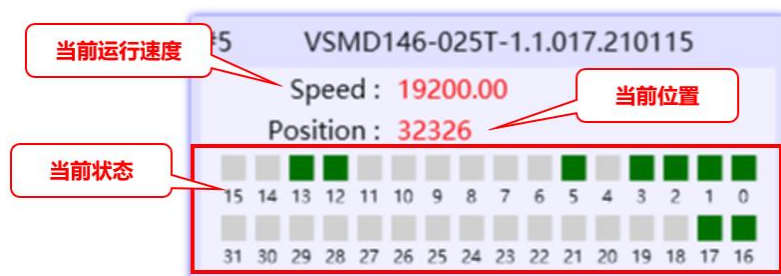 当前运行速度
#5 VSMD146-025T-1.1.017.210115
Speed : 19200.00
当前位置
Position : 32326
当前状态
15 14 13 12 11 10 9 8 7 6 5 4 3 2 1 0
31 30 29 28 27 26 25 24 23 22 21 20 19 18 17 16